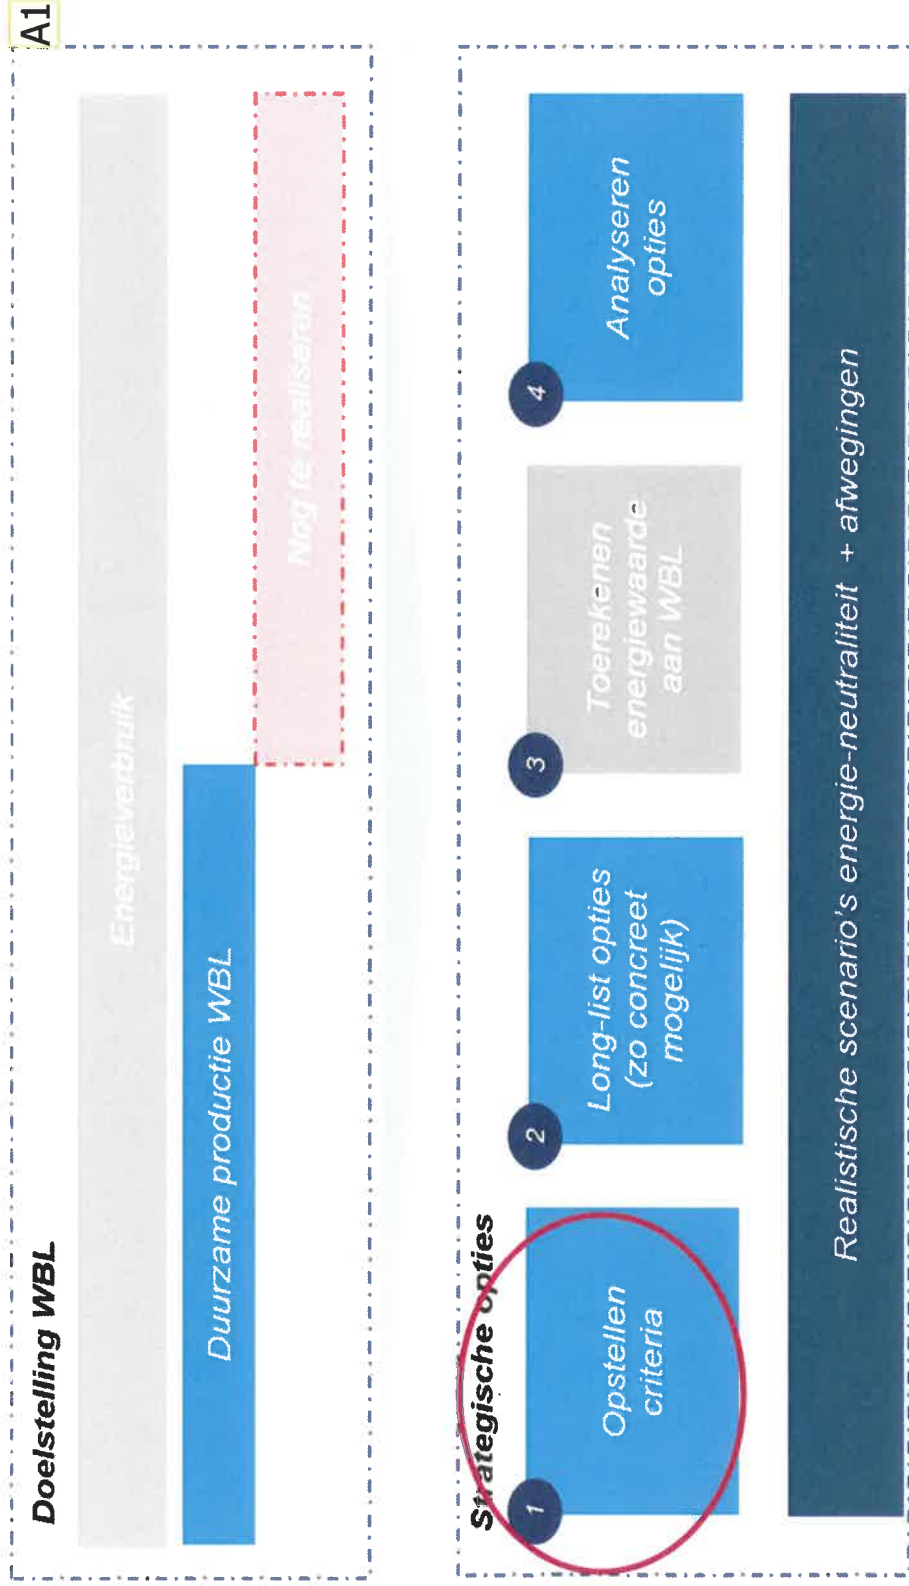 A1
Doelstelling WBL
Energieverbruik
Duurzame productie WBL
Nog te realiseren
Strategische opties
1
Opstellen
criteria
2
Long-list opties
(zo concreet
mogelijk)
3
Toerekenen
energiewaarde
aan WBL
4
Analyseren
opties
Realistische scenario's energie-neutraliteit + afwegingen